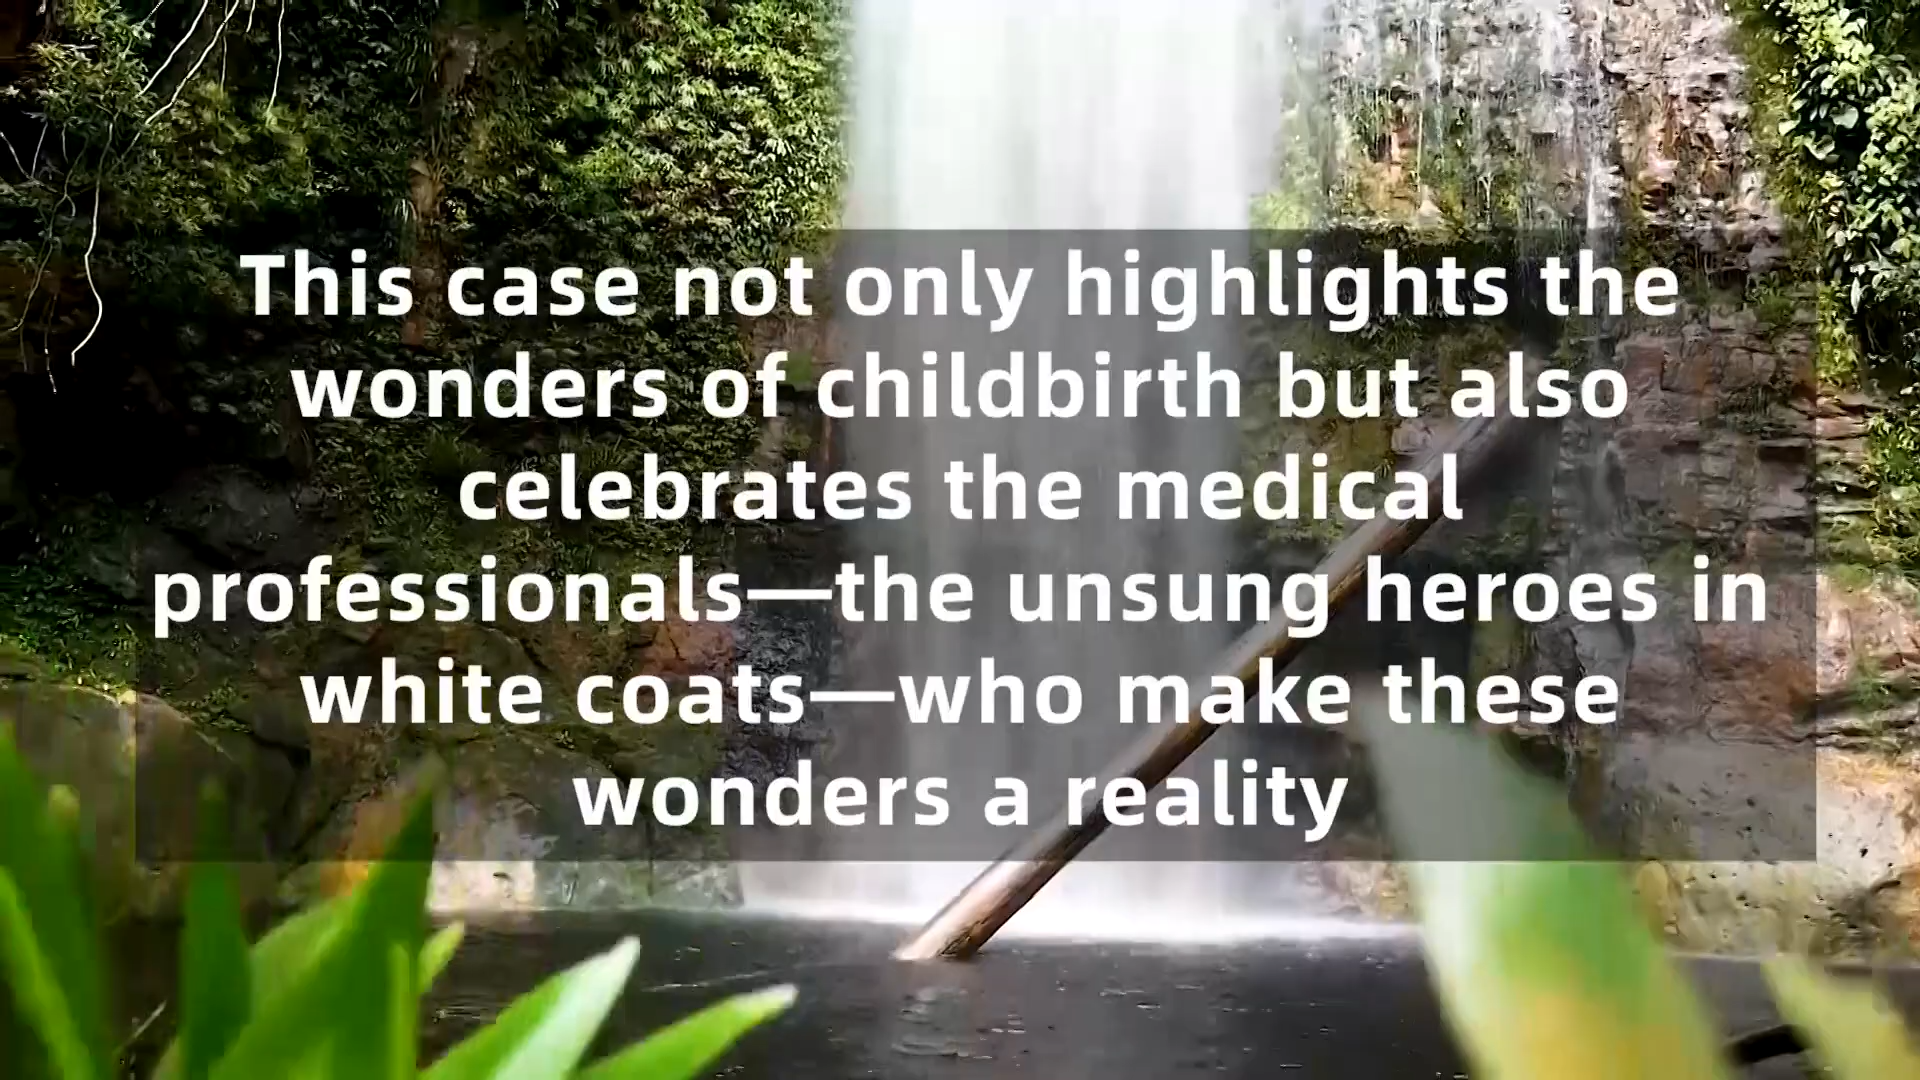 This case not only highlights the
wonders of childbirth but also
celebrates the medical
professionals—the unsung heroes in
white coats—who make these
wonders a reality